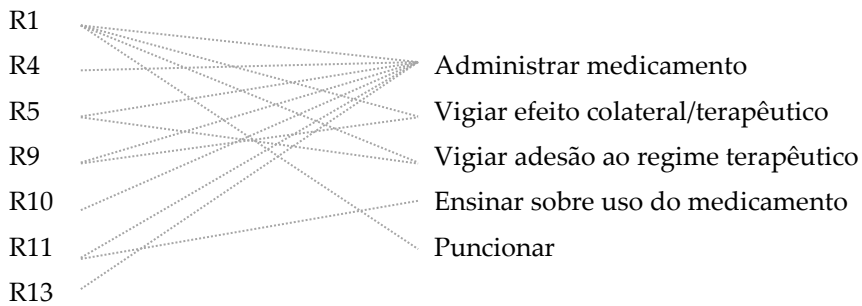 R1
R4
Administrar medicamento
R5
Vigiar efeito colateral/terapêutico
R9
Vigiar adesão ao regime terapêutico
R10
Ensinar sobre uso do medicamento
R11
Puncionar
R13